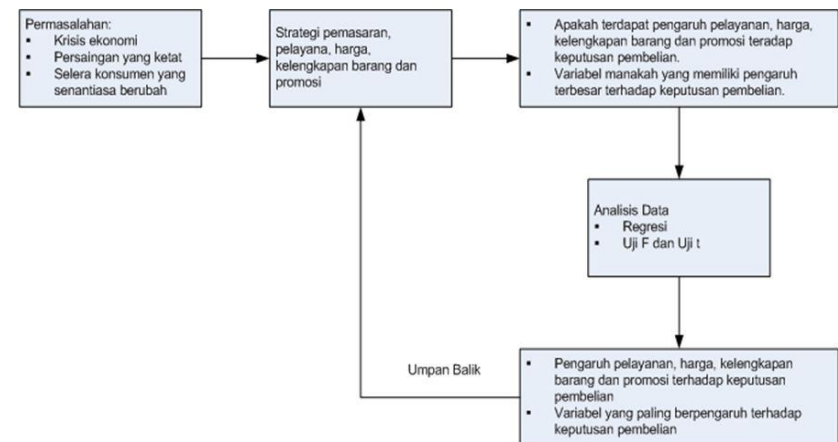 Permasalahan:
▪ Krisis ekonomi
▪ Persaingan yang ketat
▪ Selera konsumen yang
senantiasa berubah
Strategi pemasaran,
pelayana, harga,
kelengkapan barang dan
promosi
▪ Apakah terdapat pengaruh pelayanan, harga,
kelengkapan barang dan promosi teradap
keputusan pembelian.
▪ Variabel manakah yang memiliki pengaruh
terbesar terhadap keputusan pembelian.
Analisis Data
▪ Regresi
▪ Uji F dan Uji t
Umpan Balik
▪ Pengaruh pelayanan, harga, kelengkapan
barang dan promosi terhadap keputusan
pembelian
▪ Variabel yang paling berpengaruh terhadap
keputusan pembelian